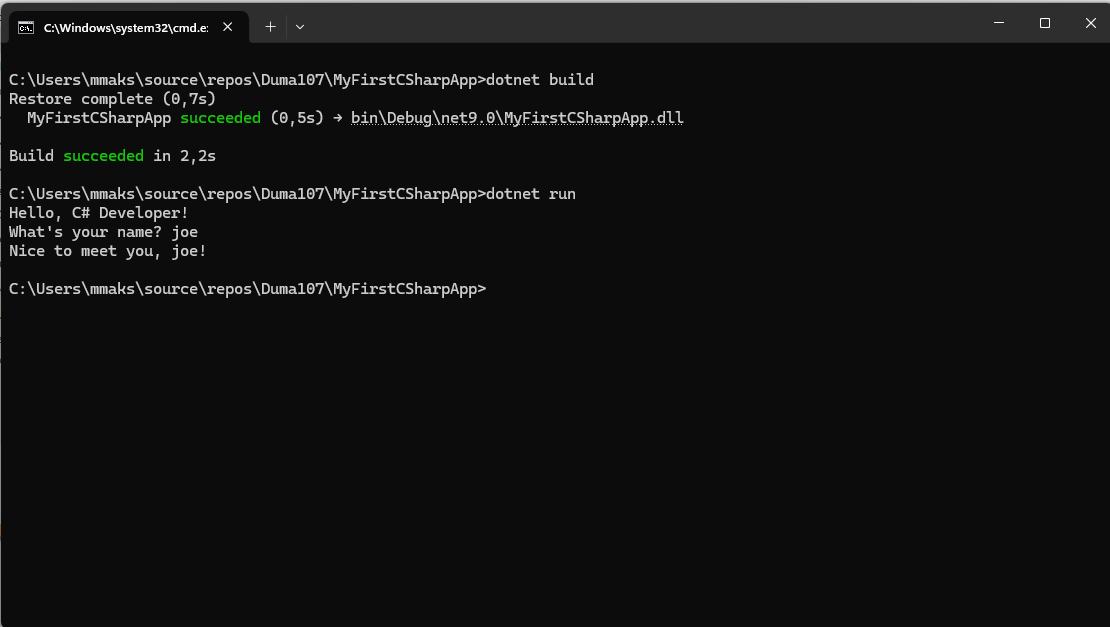 C:\Windows\system32\cmd.e:
C:\Users\mmaks\source\repos\Duma107\MyFirstCSharpApp>dotnet build
Restore complete (0,7s)
MyFirstCSharpApp succeeded (0,5s) → bin\Debug\net9.0\MyFirstCSharpApp.dll
Build succeeded in 2,2s
C:\Users\mmaks\source\repos\Duma107\MyFirstCSharpApp>dotnet run
Hello, C# Developer!
What's your name? joe
Nice to meet you, joe!
C:\Users\mmaks\source\repos\Duma107\MyFirstCSharpApp>